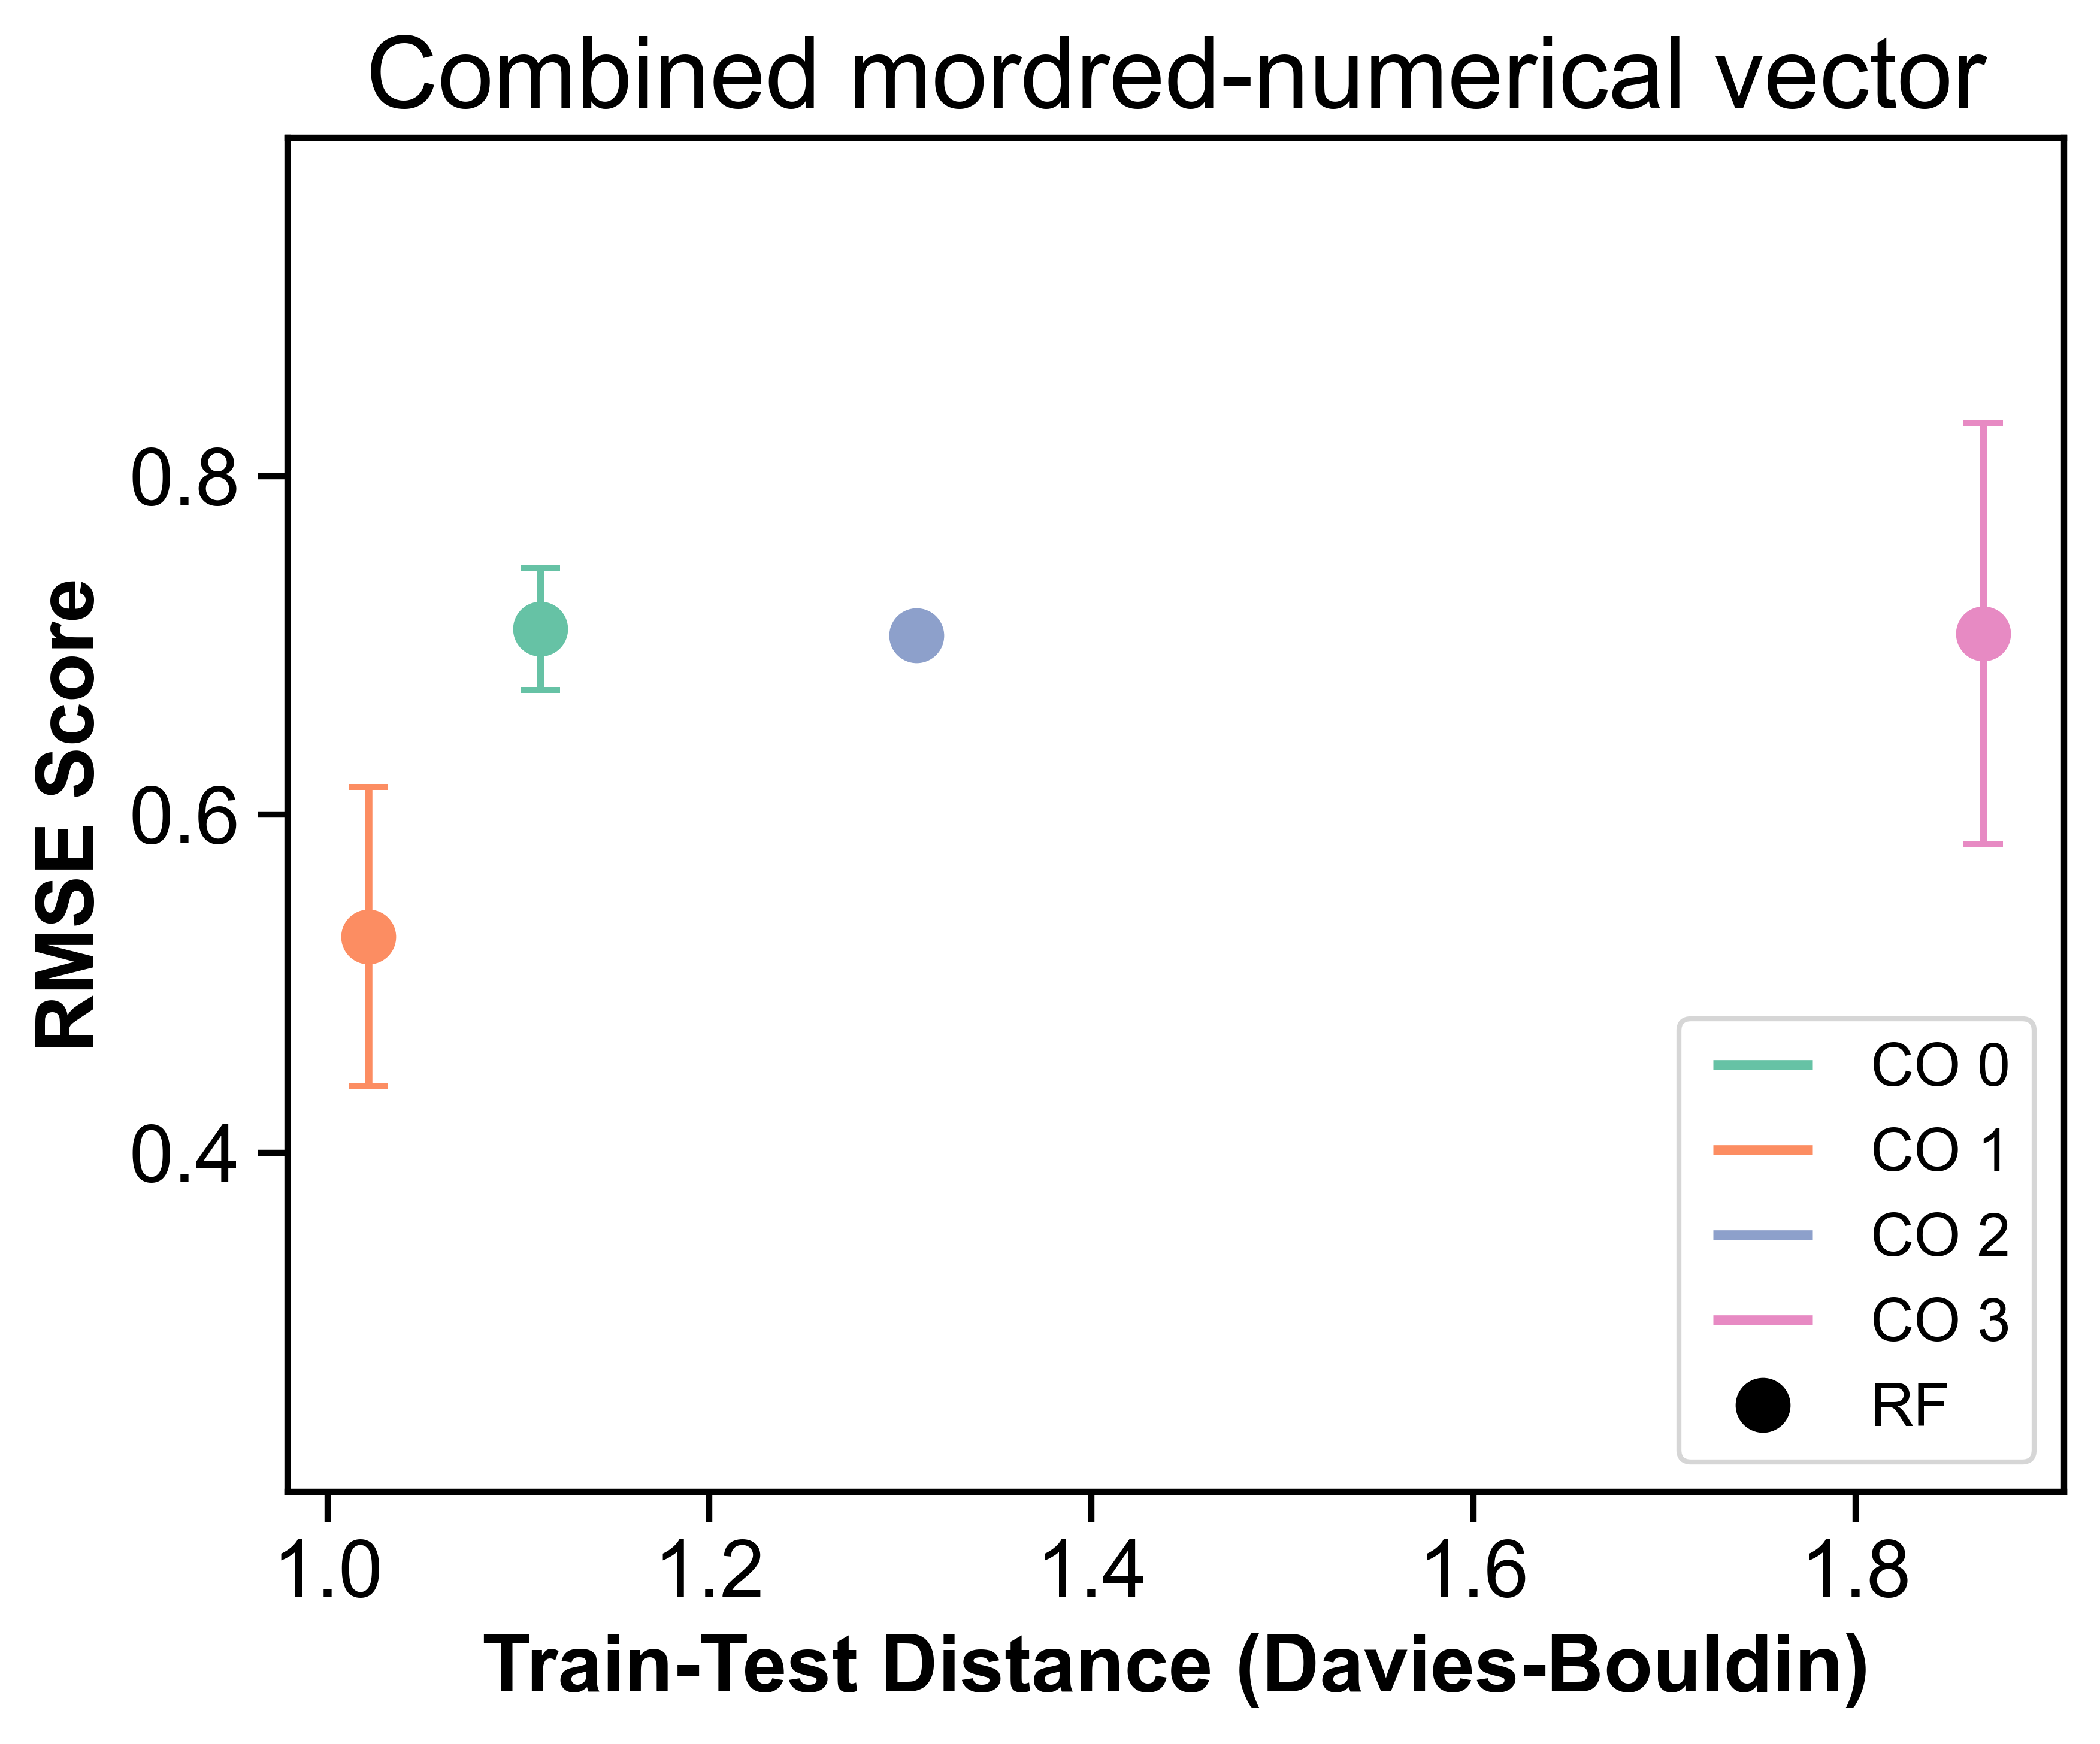 Combined mordred-numerical vector
RMSE Score
0.8
0.6
0.4
CO 0
CO 1
CO 2
CO 3
RF
1.0 1.2 1.4 1.6 1.8
Train-Test Distance (Davies-Bouldin)